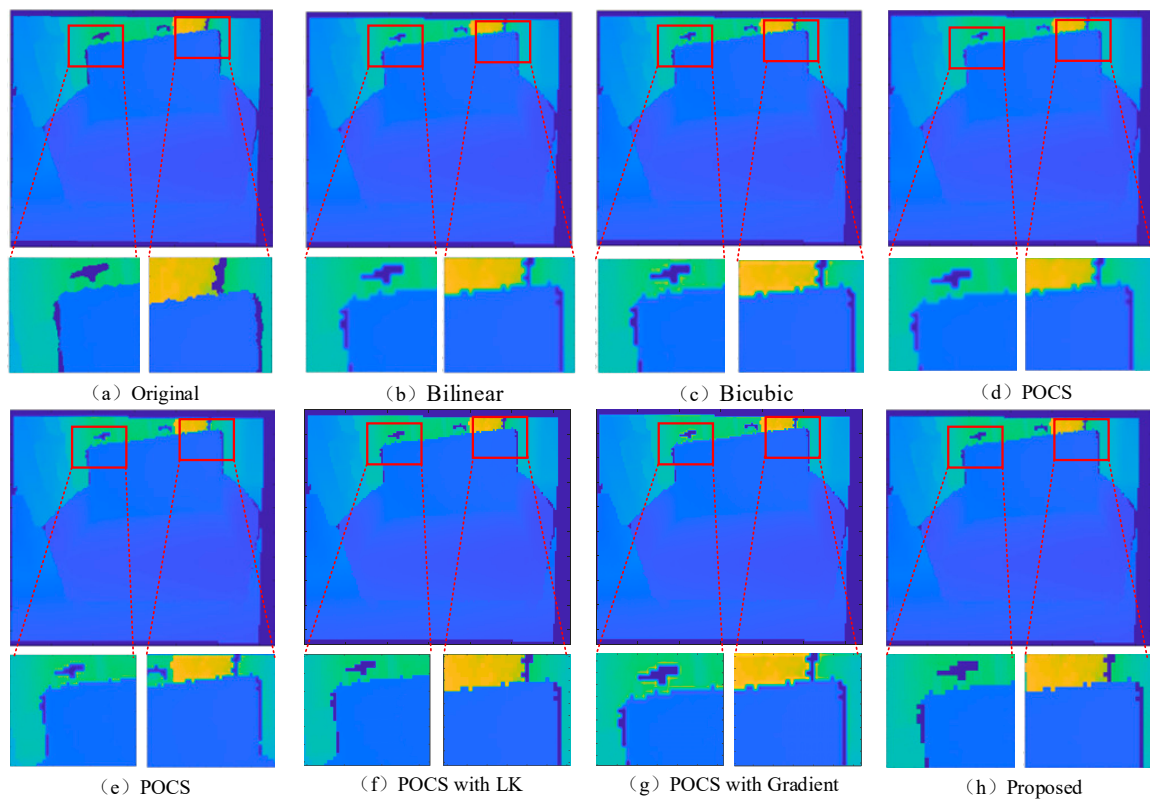 （a）Original
（b）Bilinear
（c）Bicubic
（d）POCS
（e）POCS
（f）POCS with LK
（g）POCS with Gradient
（h）Proposed